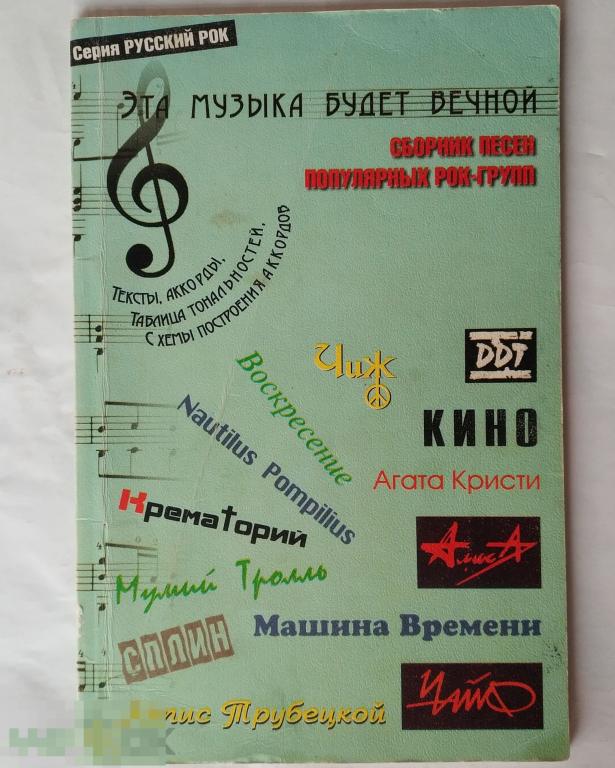 Серия РУССКИЙ РОК
ЭТА МУЗЫКА БУДЕТ ВЕЧНОЙ
СБОРНИК ПЕСЕН
ПОПУЛЯРНЫХ РОК-ГРУПП
ТЕКСТЫ, АККОРДЫ,
ТАБЛИЦА ТОНАЛЬНОСТЕЙ,
СХЕМЫ ПОСТРОЕНИЯ АККОРДОВ
Чиж
ДДТ
Воскресение
КИНО
Nautilus Pompilius
Агата Кристи
КремаТорий
АлисА
Мумий Тролль
Машина Времени
СПЛИН
Чайф
Трубецкой